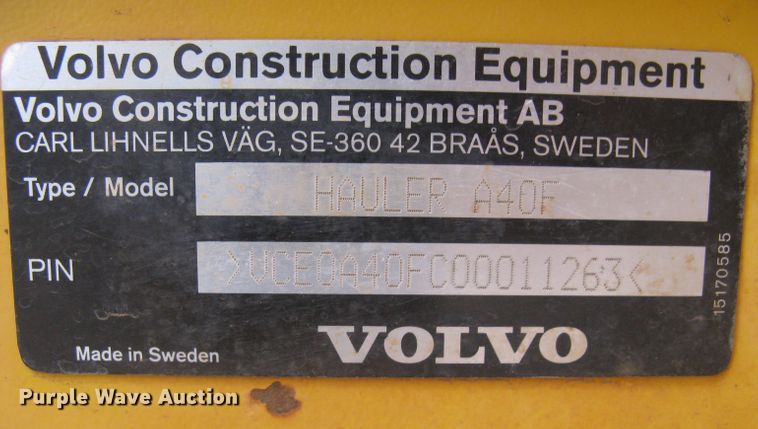 Volvo Construction Equipment
Volvo Construction Equipment AB
CARL LIHNELLS VÄG, SE-360 42 BRAÅS, SWEDEN
Type / Model HAULER A40F
PIN >VCE0A40FC00011263<
15170585
Made in Sweden VOLVO
Purple Wave Auction